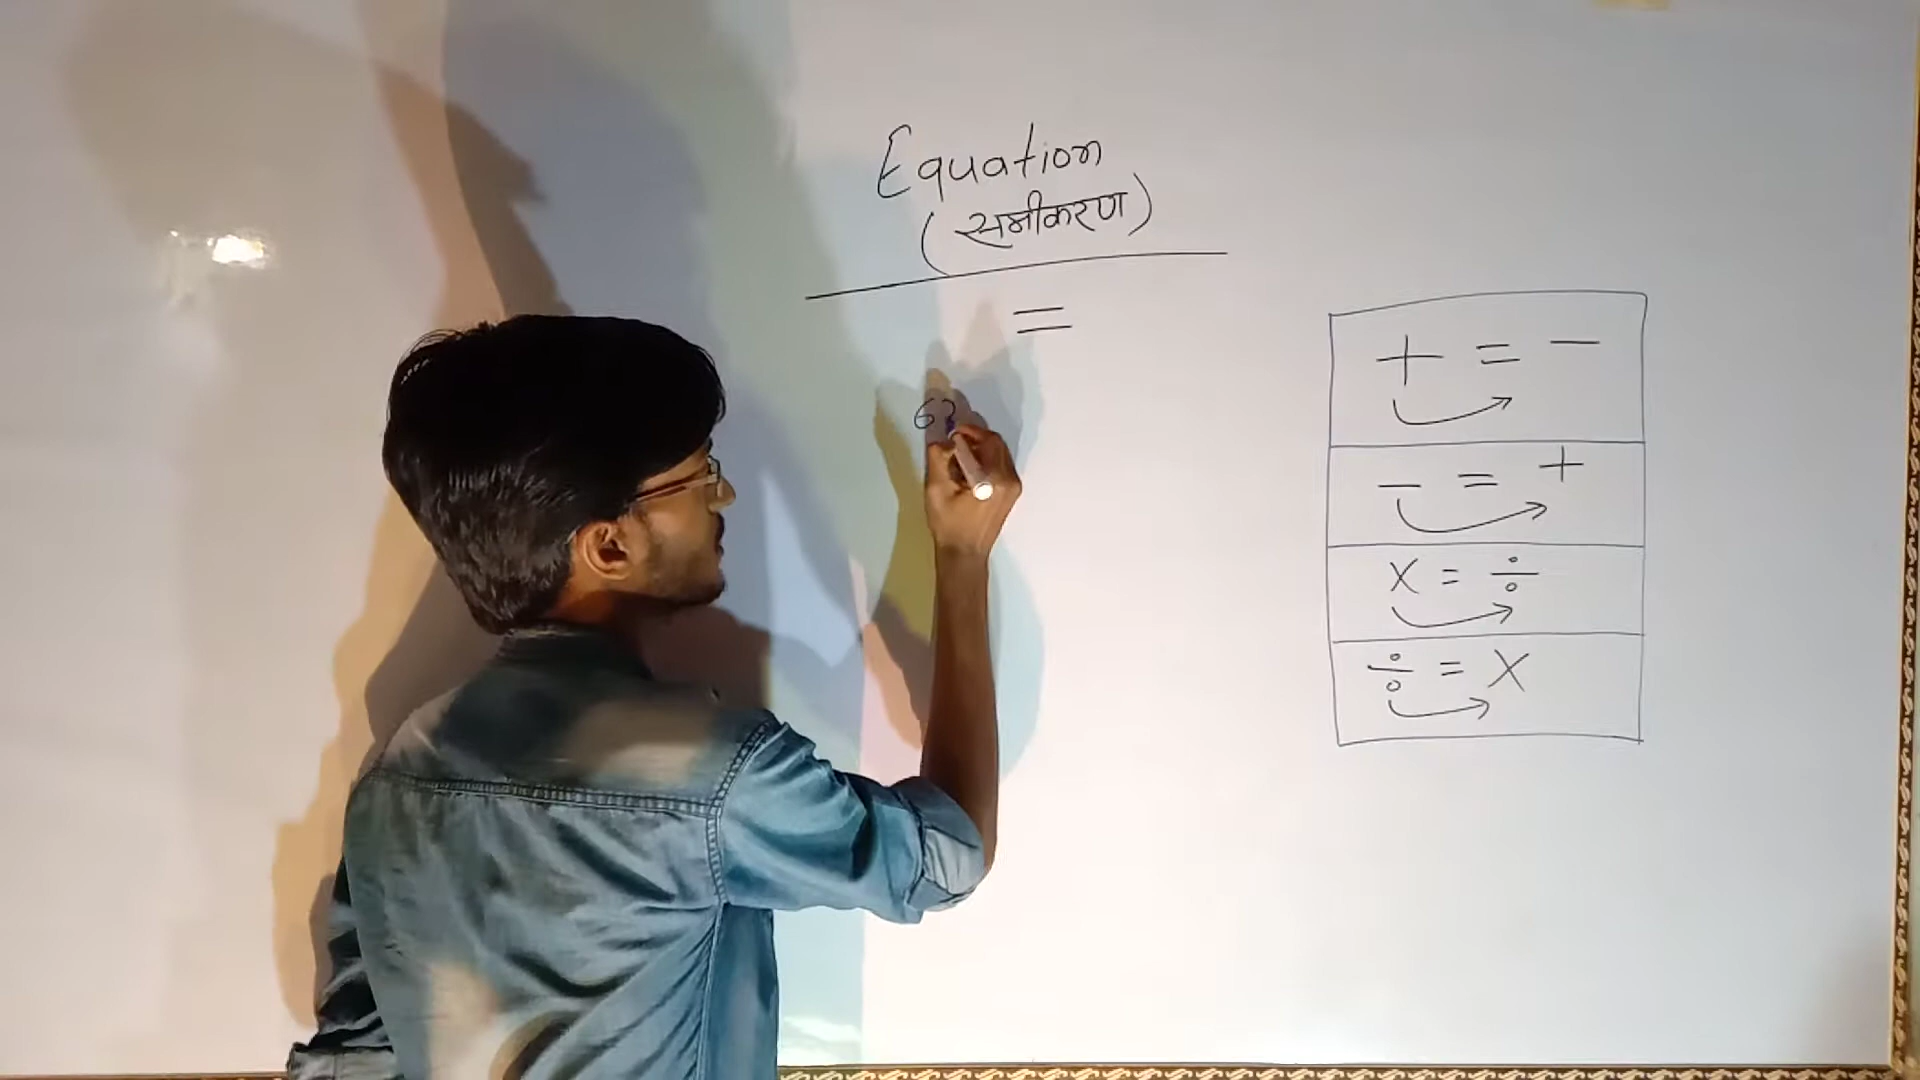 Equation
(समीकरण)
=
+ = -
- = +
x = ÷
÷ = x